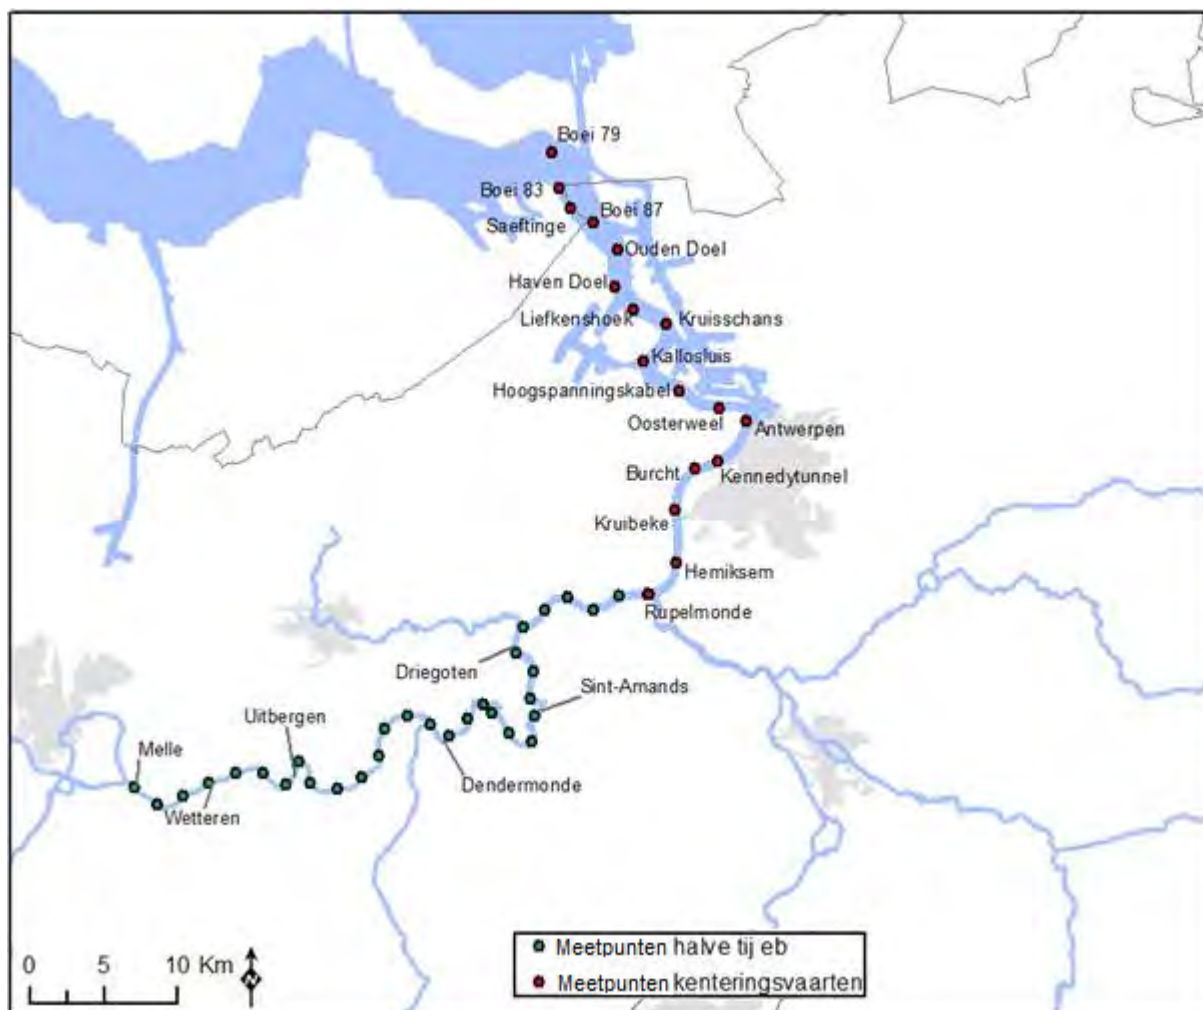 Boei 79
Boei 83
Boei 87
Saeftinge
Ouden Doel
Haven Doel
Liefkenshoek
Kruisschans
Kallosluis
Hoogspanningskabel
Oosterweel
Antwerpen
Burcht
Kennedytunnel
Kruibeke
Hemiksem
Rupelmonde
Driegoten
Sint-Amands
Uitbergen
Melle
Dendermonde
Wetteren
Meetpunten halve tij eb
Meetpunten kenteringsvaarten
0 5 10 Km
N